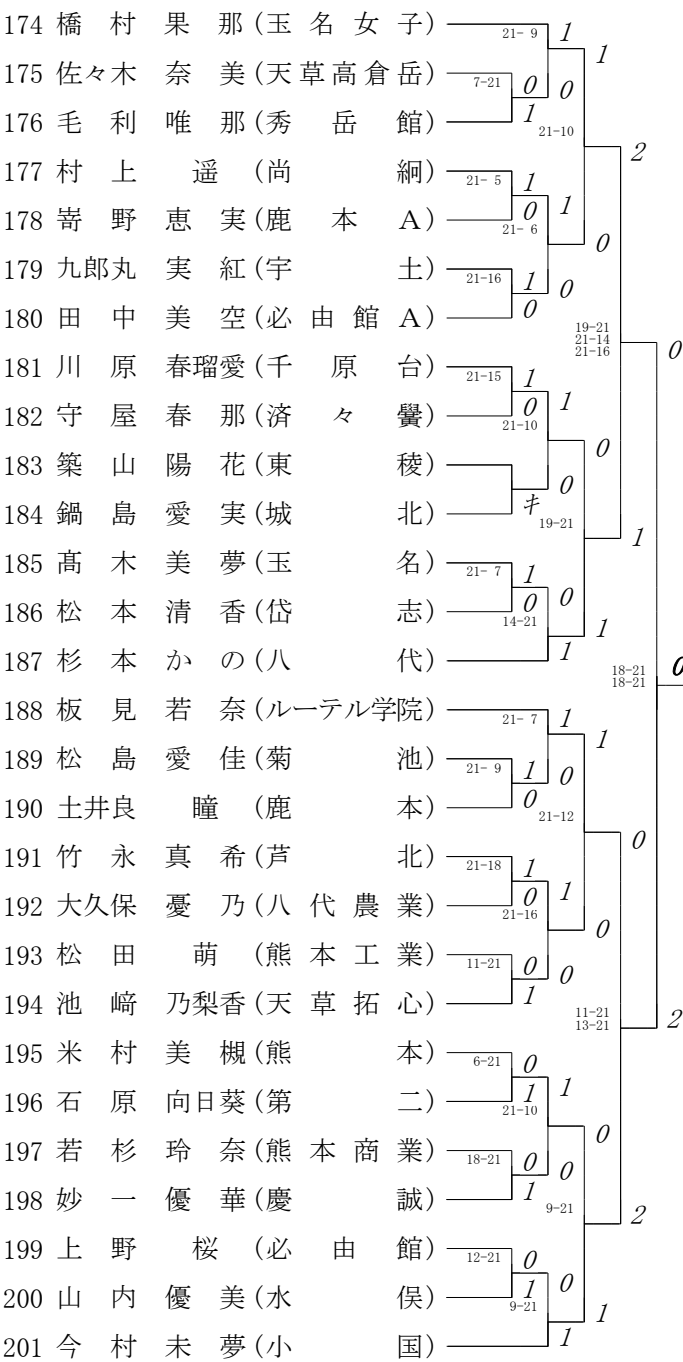 174 橋村果那(玉名女子) 21- 9 1 1
175 佐々木奈美(天草高倉岳) 7-21 0 0
176 毛利唯那(秀岳館) 1 21-10 2
177 村上遥(尚絅) 21- 5 1 1
178 嵜野恵実(鹿本A) 0 21- 6 0
179 九郎丸実紅(宇土) 21-16 1 0
180 田中美空(必由館A) 0 19-21 21-14 21-16 0
181 川原春瑠愛(千原台) 21-15 1 1
182 守屋春那(済々黌) 0 21-10 0
183 築山陽花(東稜) 0
184 鍋島愛実(城北) キ 19-21 1
185 髙木美夢(玉名) 21- 7 1 0
186 松本清香(岱志) 0 14-21 1
187 杉本かの(八代) 1 18-21 18-21 0
188 板見若奈(ルーテル学院) 21- 7 1 1
189 松島愛佳(菊池) 21- 9 1 0
190 土井良瞳(鹿本) 0 21-12 0
191 竹永真希(芦北) 21-18 1 1
192 大久保憂乃(八代農業) 0 21-16 0
193 松田萌(熊本工業) 11-21 0 0
194 池﨑乃梨香(天草拓心) 1 11-21 13-21 2
195 米村美槻(熊本) 6-21 0 1
196 石原向日葵(第二) 1 21-10 0
197 若杉玲奈(熊本商業) 18-21 0 0
198 妙一優華(慶誠) 1 9-21 2
199 上野桜(必由館) 12-21 0 0
200 山内優美(水俣) 1 9-21 1
201 今村未夢(小国) 1